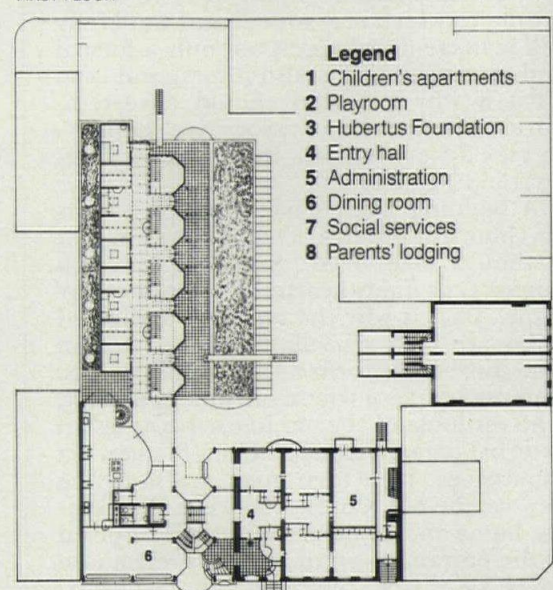 Legend
1 Children's apartments
2 Playroom
3 Hubertus Foundation
4 Entry hall
5 Administration
6 Dining room
7 Social services
8 Parents' lodging
4
5
6